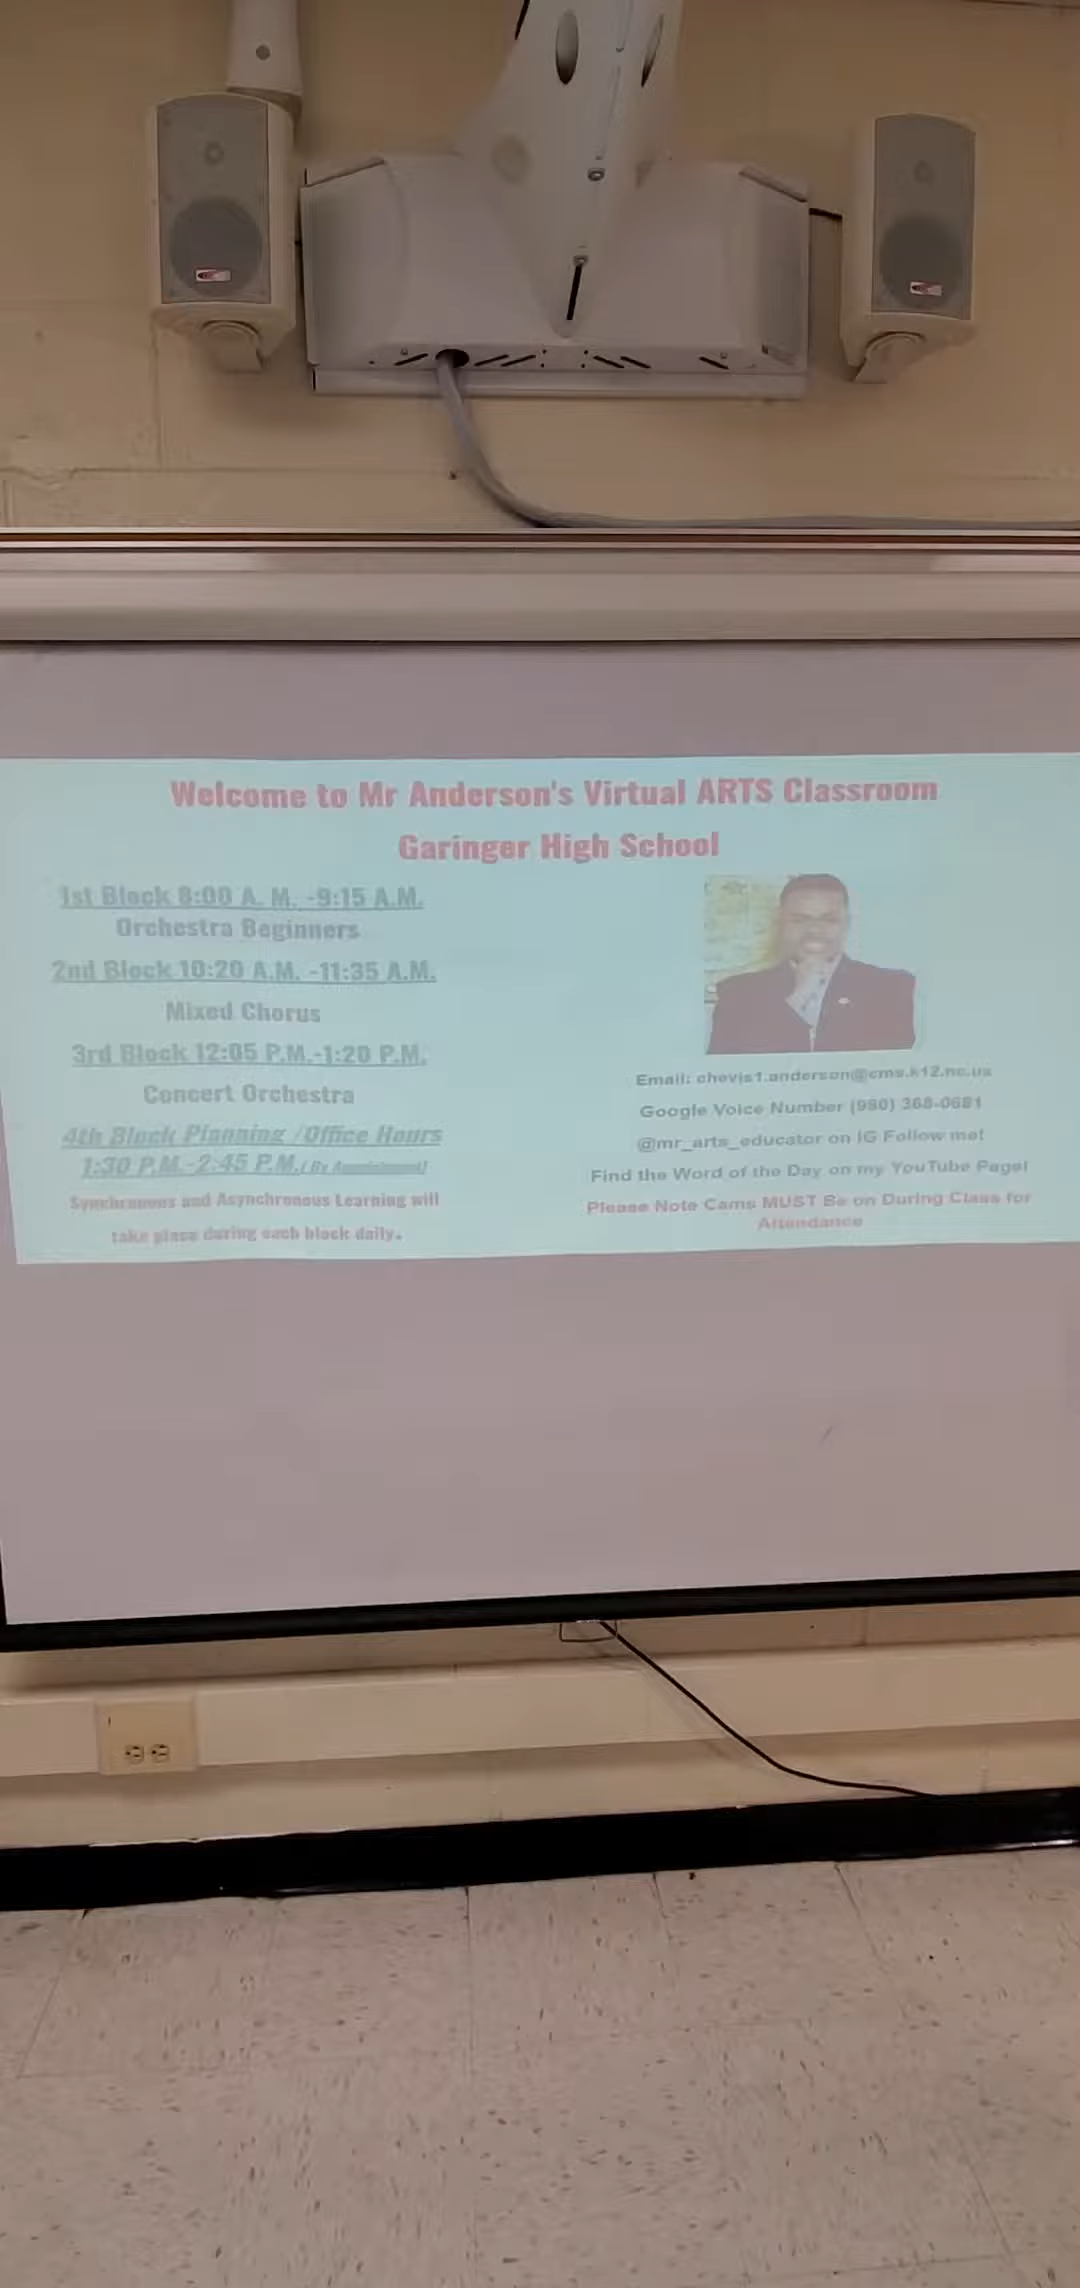 Welcome to Mr Anderson's Virtual ARTS Classroom
Garinger High School
1st Block 8:00 A. M. -9:15 A.M.
Orchestra Beginners
2nd Block 10:20 A.M. -11:35 A.M.
Mixed Chorus
3rd Block 12:05 P.M.-1:20 P.M.
Concert Orchestra
4th Block Planning /Office Hours
1:30 P.M.-2:45 P.M.( By Appointment)
Synchronous and Asynchronous Learning will
take place during each block daily.
Email: chevis1.anderson@cms.k12.nc.us
Google Voice Number (980) 368-0681
@mr_arts_educator on IG Follow me!
Find the Word of the Day on my YouTube Page!
Please Note Cams MUST Be on During Class for
Attendance